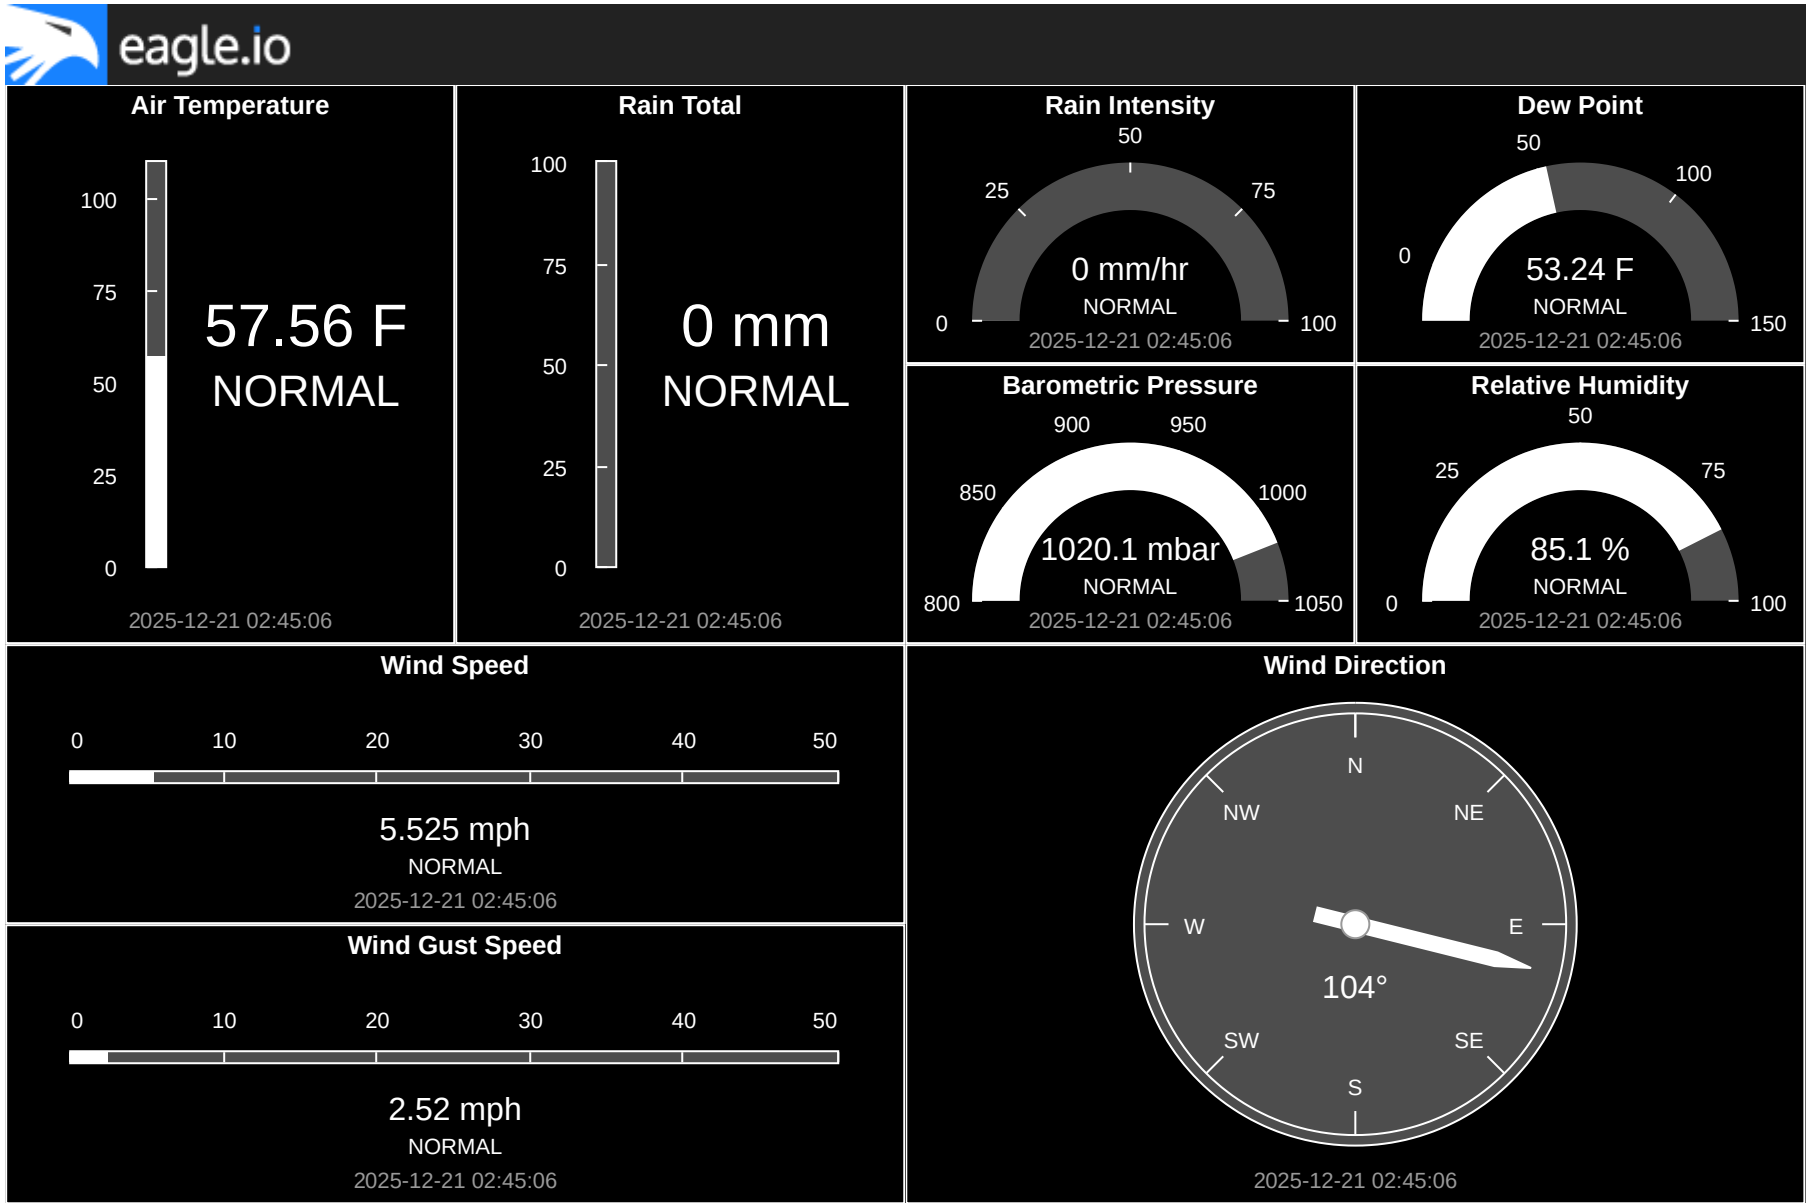 eagle.io
Air Temperature
100
75
50
25
0
57.56 F
NORMAL
2025-12-21 02:45:06
Rain Total
100
75
50
25
0
0 mm
NORMAL
2025-12-21 02:45:06
Rain Intensity
50
25
75
0
100
0 mm/hr
NORMAL
2025-12-21 02:45:06
Dew Point
50
100
0
150
53.24 F
NORMAL
2025-12-21 02:45:06
Barometric Pressure
900
950
850
1000
800
1050
1020.1 mbar
NORMAL
2025-12-21 02:45:06
Relative Humidity
50
25
75
0
100
85.1 %
NORMAL
2025-12-21 02:45:06
Wind Speed
0 10 20 30 40 50
5.525 mph
NORMAL
2025-12-21 02:45:06
Wind Gust Speed
0 10 20 30 40 50
2.52 mph
NORMAL
2025-12-21 02:45:06
Wind Direction
N
NW
NE
W
E
104°
SW
SE
S
2025-12-21 02:45:06